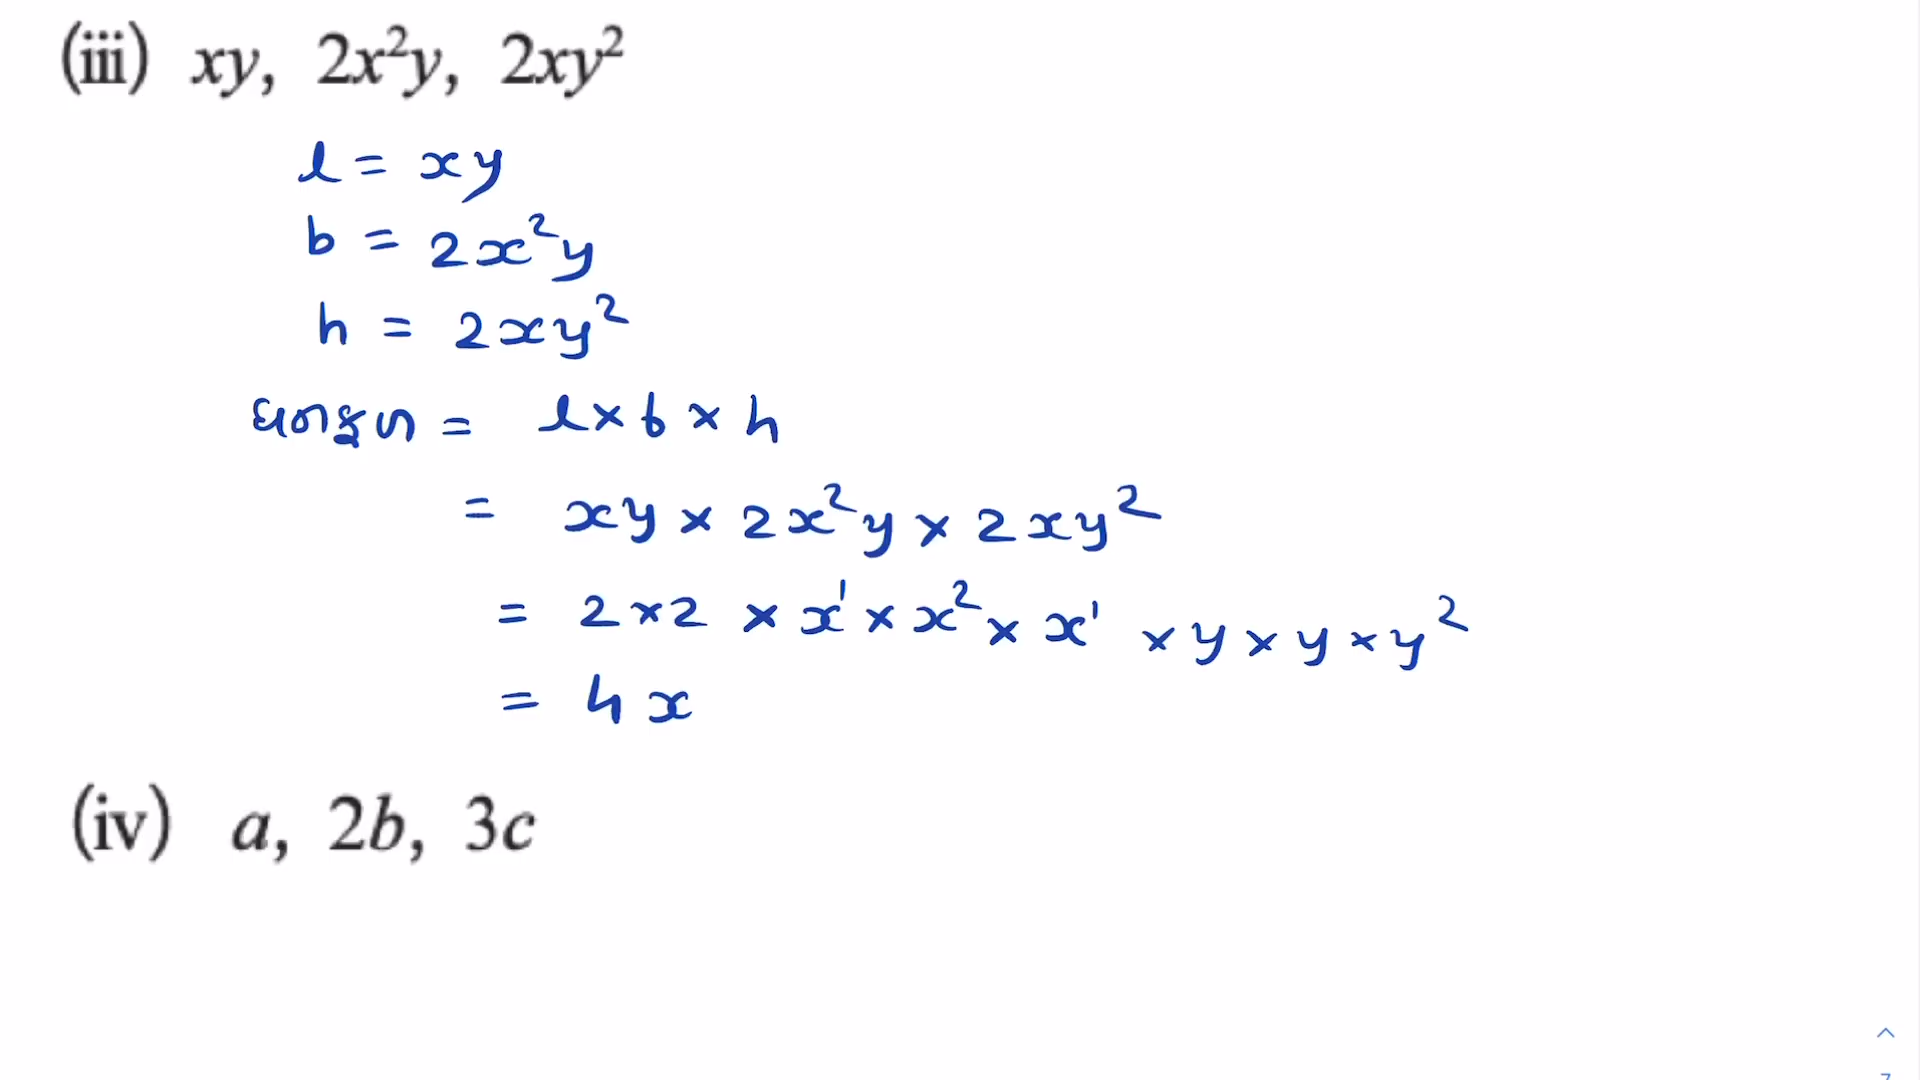 (iii) xy, 2x²y, 2xy²
l = xy
b = 2x²y
h = 2xy²
ઘનફળ = l × b × h
= xy × 2x²y × 2xy²
= 2 × 2 × x¹ × x² × x¹ × y × y × y²
= 4x
(iv) a, 2b, 3c